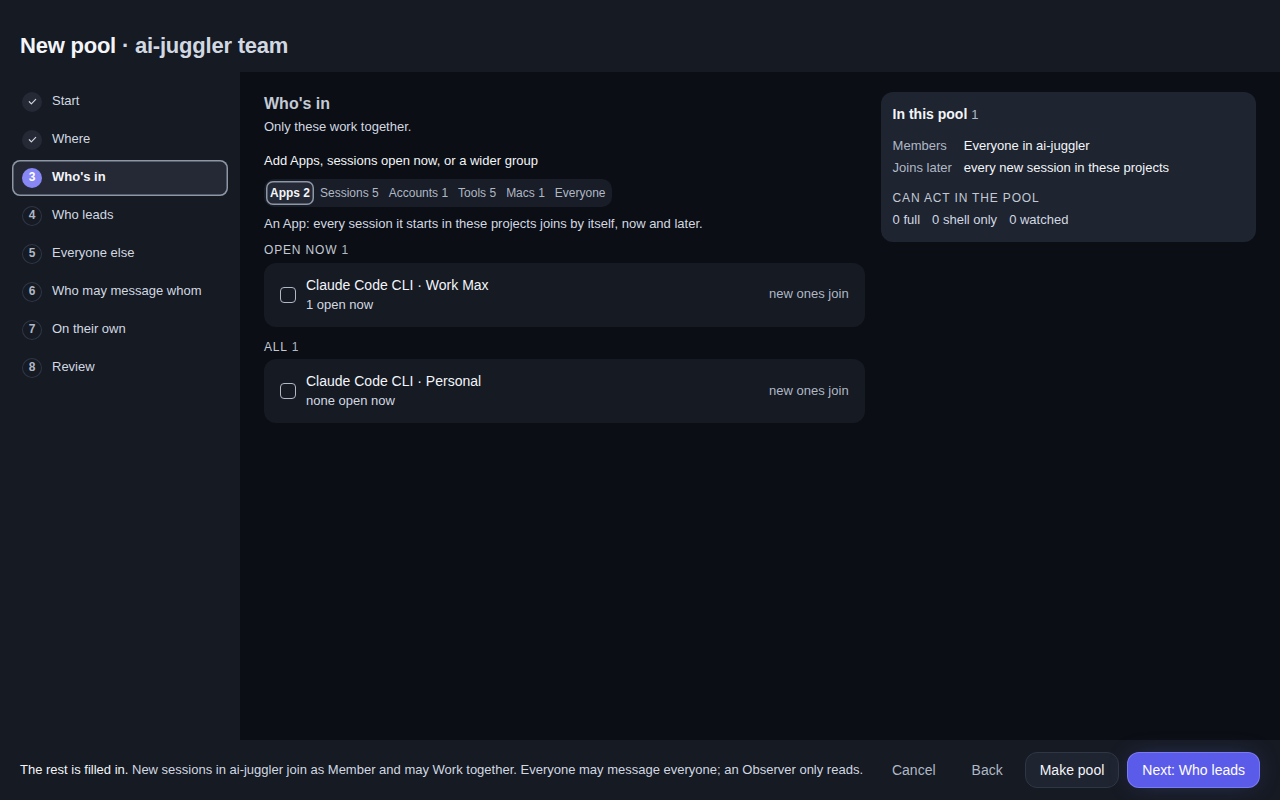 New pool · ai-juggler team
Start
Where
3 Who's in
4 Who leads
5 Everyone else
6 Who may message whom
7 On their own
8 Review
Who's in
Only these work together.
Add Apps, sessions open now, or a wider group
Apps 2 Sessions 5 Accounts 1 Tools 5 Macs 1 Everyone
An App: every session it starts in these projects joins by itself, now and later.
OPEN NOW 1
Claude Code CLI · Work Max
1 open now
new ones join
ALL 1
Claude Code CLI · Personal
none open now
new ones join
In this pool 1
Members Everyone in ai-juggler
Joins later every new session in these projects
CAN ACT IN THE POOL
0 full 0 shell only 0 watched
The rest is filled in. New sessions in ai-juggler join as Member and may Work together. Everyone may message everyone; an Observer only reads.
Cancel Back Make pool Next: Who leads